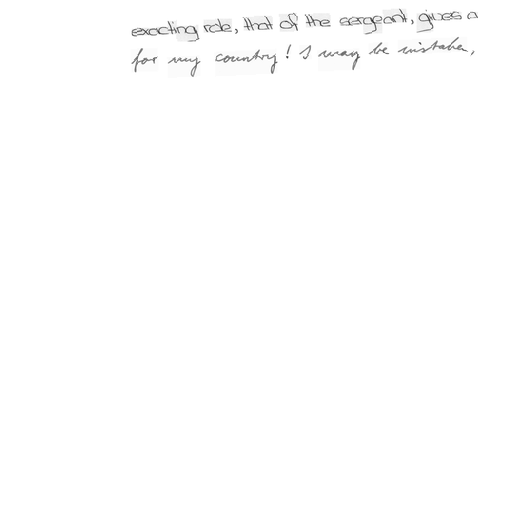 exacting role, that of the sergeant, gives a
for my country! I may be mistaken,